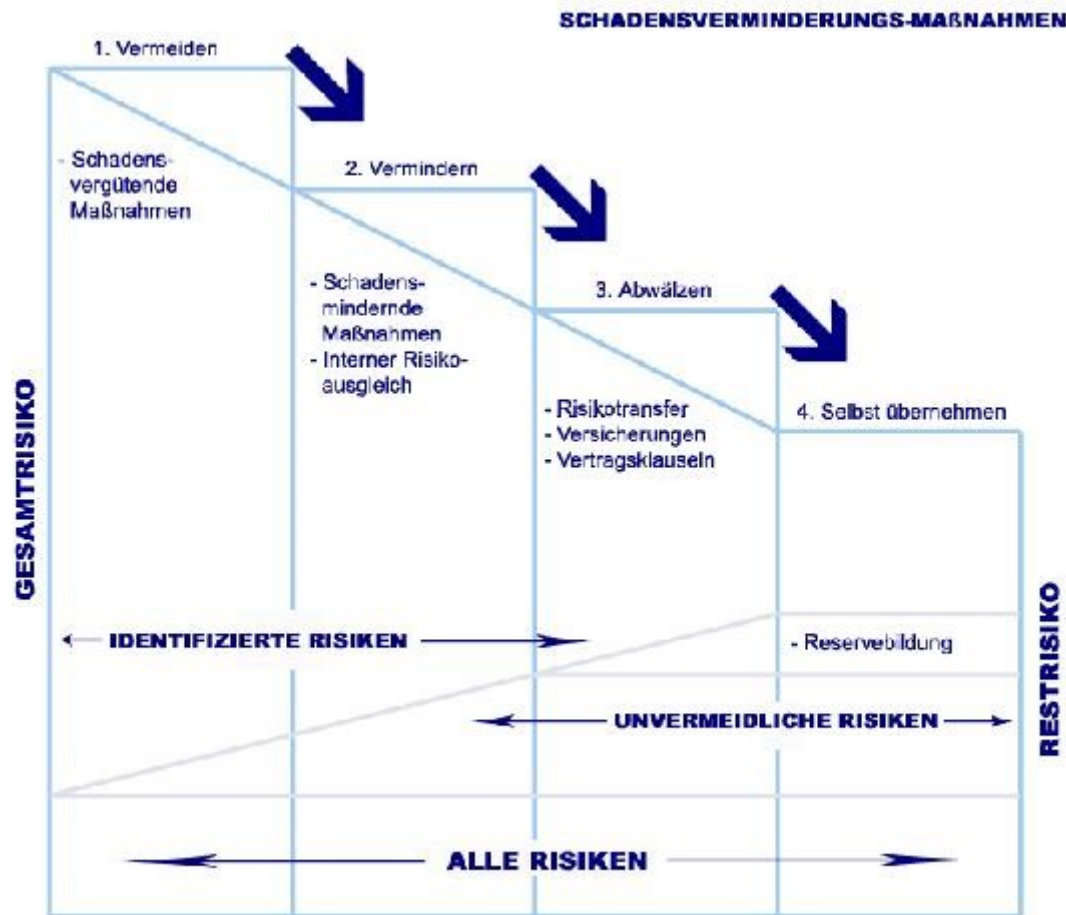 SCHADENSVERMINDERUNGS-MAßNAHMEN
1. Vermeiden
- Schadens-
vergütende
Maßnahmen
2. Vermindern
- Schadens-
mindernde
Maßnahmen
- Interner Risiko-
ausgleich
3. Abwälzen
- Risikotransfer
- Versicherungen
- Vertragsklauseln
4. Selbst übernehmen
GESAMTRISIKO
IDENTIFIZIERTE RISIKEN
- Reservebildung
UNVERMEIDLICHE RISIKEN
RESTRISIKO
ALLE RISIKEN